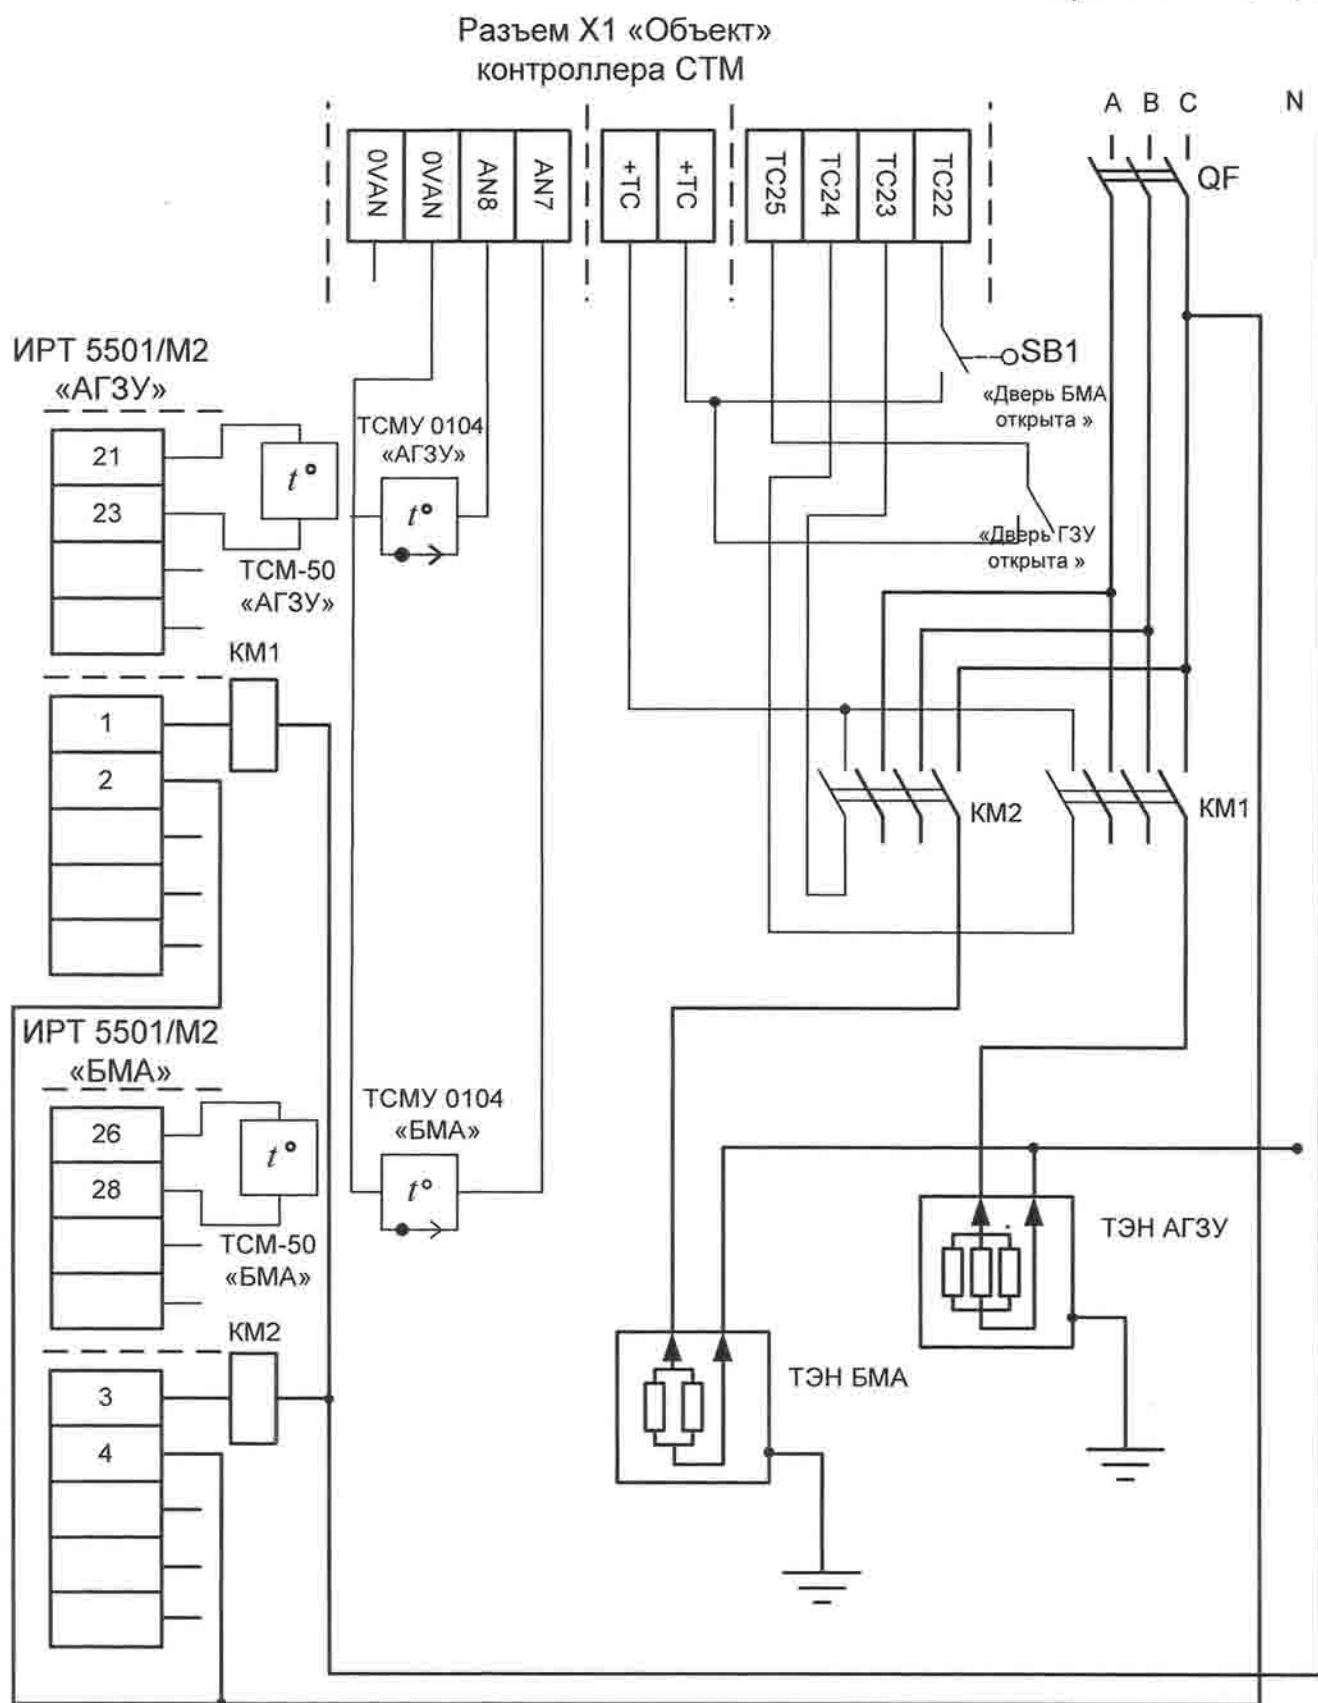 Разъем X1 «Объект»
контроллера СТМ
A B C N
0VAN
0VAN
AN8
AN7
+TC
+TC
TC25
TC24
TC23
TC22
QF
SB1
«Дверь БМА
открыта »
«Дверь ГЗУ
открыта »
ИРТ 5501/М2
«АГЗУ»
21
23
t°
ТСМ-50
«АГЗУ»
ТСМУ 0104
«АГЗУ»
t°
КМ1
1
2
КМ2
КМ1
ИРТ 5501/М2
«БМА»
26
28
t°
ТСМ-50
«БМА»
ТСМУ 0104
«БМА»
t°
КМ2
3
4
ТЭН АГЗУ
ТЭН БМА